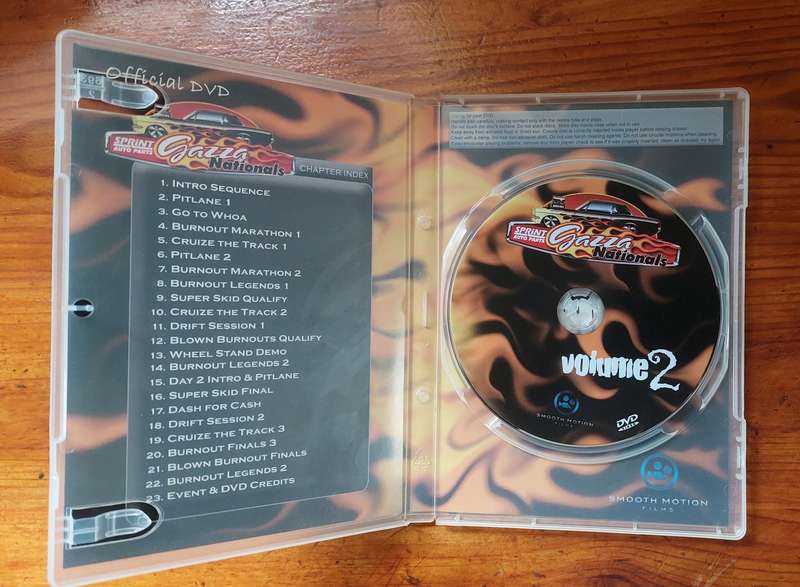 Official DVD
SPRINT
AUTO PARTS
Gazza
Nationals
CHAPTER INDEX
1. INTRO SEQUENCE
2. PITLANE 1
3. GO TO WHOA
4. BURNOUT MARATHON 1
5. CRUIZE THE TRACK 1
6. PITLANE 2
7. BURNOUT MARATHON 2
8. BURNOUT LEGENDS 1
9. SUPER SKID QUALIFY
10. CRUIZE THE TRACK 2
11. DRIFT SESSION 1
12. BLOWN BURNOUTS QUALIFY
13. WHEEL STAND DEMO
14. BURNOUT LEGENDS 2
15. DAY 2 INTRO & PITLANE
16. SUPER SKID FINAL
17. DASH FOR CASH
18. DRIFT SESSION 2
19. CRUIZE THE TRACK 3
20. BURNOUT FINALS 3
21. BLOWN BURNOUT FINALS
22. BURNOUT LEGENDS 2
23. EVENT & DVD CREDITS
SPRINT
AUTO PARTS
Gazza
Nationals
volume 2
SMOOTH MOTION
FILMS
DVD
VIDEO
SMOOTH MOTION
FILMS